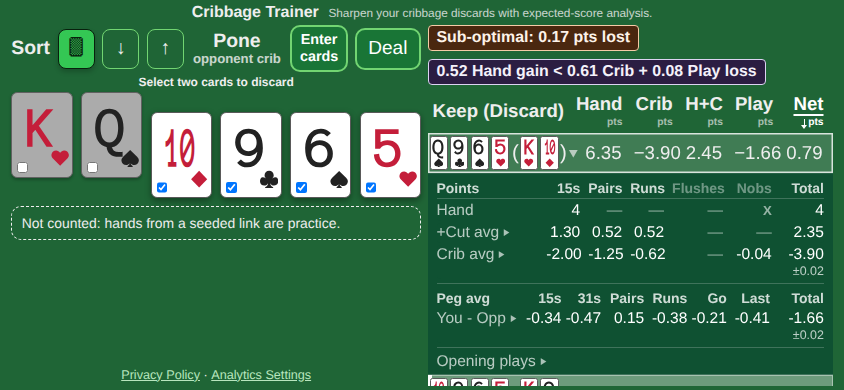 Cribbage Trainer Sharpen your cribbage discards with expected-score analysis.
Sort ↓ ↑ Pone opponent crib Enter cards Deal
Select two cards to discard
K Q 10 9 6 5
Not counted: hands from a seeded link are practice.
Privacy Policy · Analytics Settings
Sub-optimal: 0.17 pts lost
0.52 Hand gain < 0.61 Crib + 0.08 Play loss
Keep (Discard) Hand Crib H+C Play Net
pts pts pts pts ↓pts
Q♠ 9♣ 6♠ 5♥ (K♥ 10♦) ▾ 6.35 −3.90 2.45 −1.66 0.79
Points 15s Pairs Runs Flushes Nobs Total
Hand 4 — — — x 4
+Cut avg ▸ 1.30 0.52 0.52 — — 2.35
Crib avg ▸ -2.00 -1.25 -0.62 — -0.04 -3.90
±0.02
Peg avg 15s 31s Pairs Runs Go Last Total
You - Opp ▸ -0.34 -0.47 0.15 -0.38 -0.21 -0.41 -1.66
±0.02
Opening plays ▸
10 9 6 5 K Q